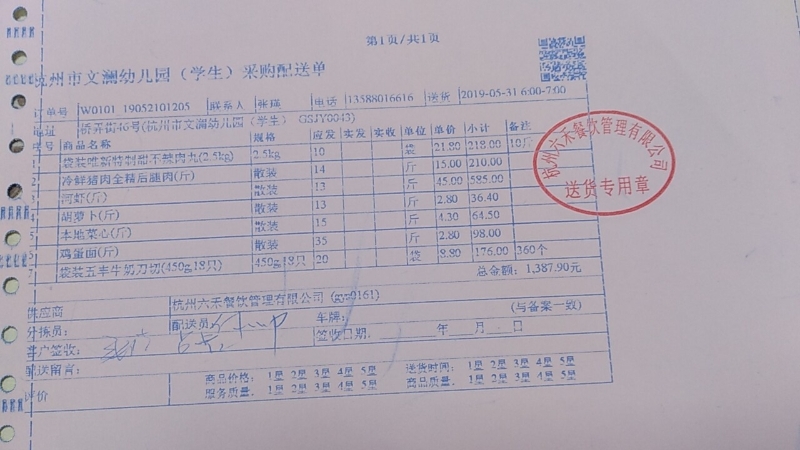 第1页/共1页
杭州市文澜幼儿园（学生）采购配送单
订单号 W0101 19052101205 联系人 张瑛 电话 13588016616 送货 2019-05-31 6:00-7:00
地址 街46号(杭州市文澜幼儿园（学生） GSJY0043)
序号 商品名称 规格 应发 实发 实收 单位 单价 小计 备注
1 袋装唯新特制甜不辣肉丸(2.5kg) 2.5kg 10 袋 21.80 218.00 10斤
2 冷鲜猪肉全精后腿肉(斤) 散装 14 斤 15.00 210.00
3 河虾(斤) 散装 13 斤 45.00 585.00
4 胡萝卜(斤) 散装 13 斤 2.80 36.40
5 本地菜心(斤) 散装 15 斤 4.30 64.50
6 鸡蛋面(斤) 散装 35 斤 2.80 98.00
7 袋装五丰牛奶刀切(450g18只) 450g18只 20 袋 8.80 176.00 360个
总金额：1,387.90元
供应商 杭州六禾餐饮管理有限公司 (gys0161)
分拣员： 配送员 车牌： (与备案一致)
客户签收： 签收日期： 年 月 日
配送留言：
评价 商品价格： 1星 2星 3星 4星 5星 送货时间： 1星 2星 3星 4星 5星
服务质量： 1星 2星 3星 4星 5星 商品质量： 1星 2星 3星 4星 5星
杭州六禾餐饮管理有限公司
送货专用章